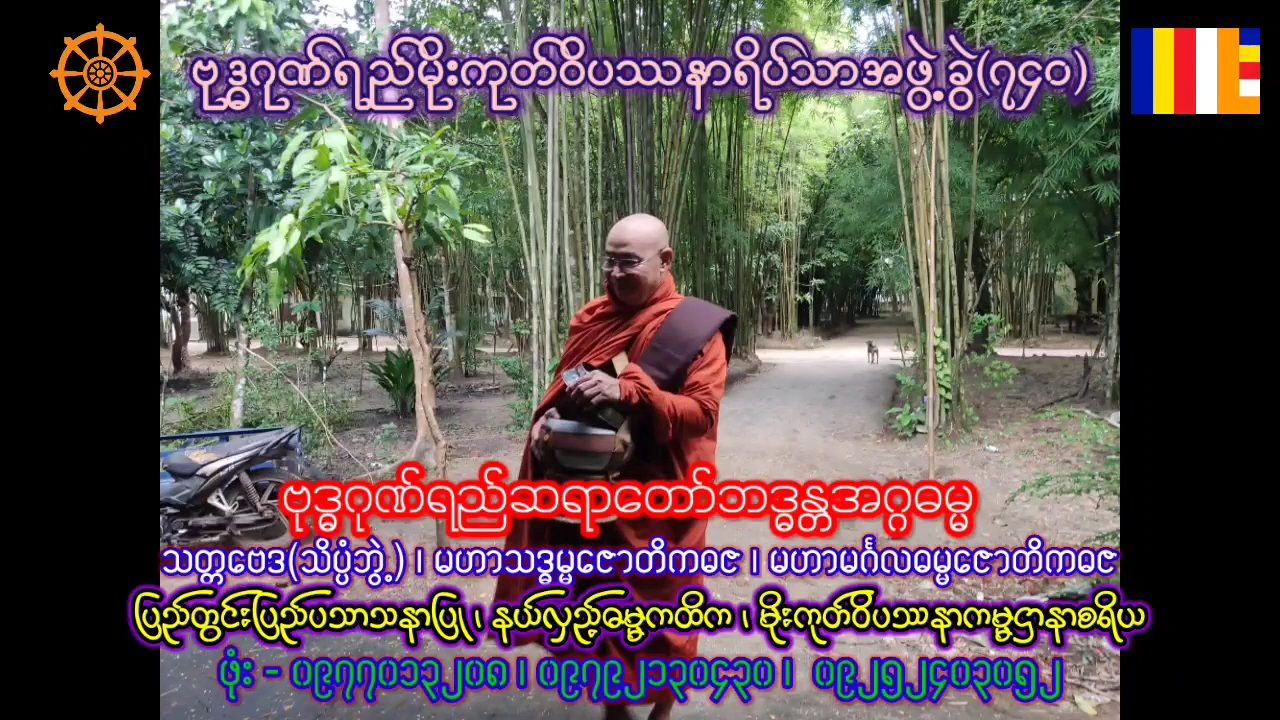 ဗုဒ္ဓဂုဏ်ရည်မိုးကုတ်ဝိပဿနာရိပ်သာအဖွဲ့ခွဲ(၇၄၀)
ဗုဒ္ဓဂုဏ်ရည်ဆရာတော်ဘဒ္ဒန္တအဂ္ဂဓမ္မ
သတ္တဗေဒ(သိပ္ပံဘွဲ့) ၊ မဟာသဒ္ဓမ္မဇောတိကဓဇ ၊ မဟာမင်္ဂလဓမ္မဇောတိကဓဇ
ပြည်တွင်းပြည်ပသာသနာပြု ၊ နယ်လှည့်ဓမ္မကထိက ၊ မိုးကုတ်ဝိပဿနာကမ္မဋ္ဌာနာစရိယ
ဖုံး - ၀၉၇၇၀၁၃၂၀၈ ၊ ၀၉၇၉၂၁၃၀၄၃၀ ၊ ၀၉၂၅၂၄၀၃၀၅၂